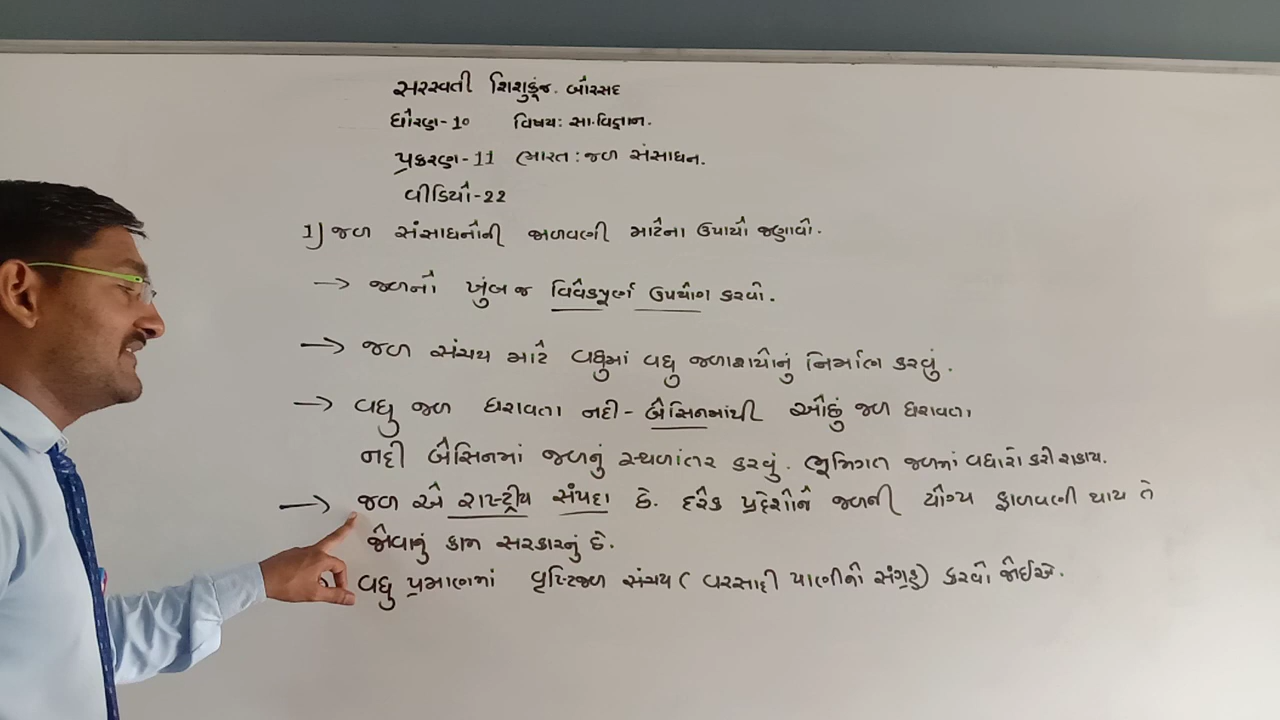 સરસ્વતી શિશુકુંજ. બોરસદ
ધોરણ-10 વિષય: સા.વિજ્ઞાન.
પ્રકરણ-11 ભારત: જળ સંસાધન.
વીડિયો-22
1) જળ સંસાધનોની જાળવણી માટેના ઉપાયો જણાવો.
→ જળનો ખુંબ જ વિવેકપૂર્ણ ઉપયોગ કરવો.
→ જળ સંચય માટે વધુમાં વધુ જળાશયોનું નિર્માણ કરવું.
→ વધુ જળ ધરાવતા નદી - બેસિનમાંથી ઓછું જળ ધરાવતા
નદી બેસિનમાં જળનું સ્થળાંતર કરવું. ભૂમિગત જળમાં વધારો કરી શકાય.
→ જળ એ રાષ્ટ્રીય સંપદા છે. દરેક પ્રદેશોને જળની યોગ્ય ફાળવણી થાય તે
જોવાનું કામ સરકારનું છે.
વધુ પ્રમાણમાં વૃષ્ટિજળ સંચય ( વરસાદી પાણીનો સંગ્રહ) કરવો જોઈએ.